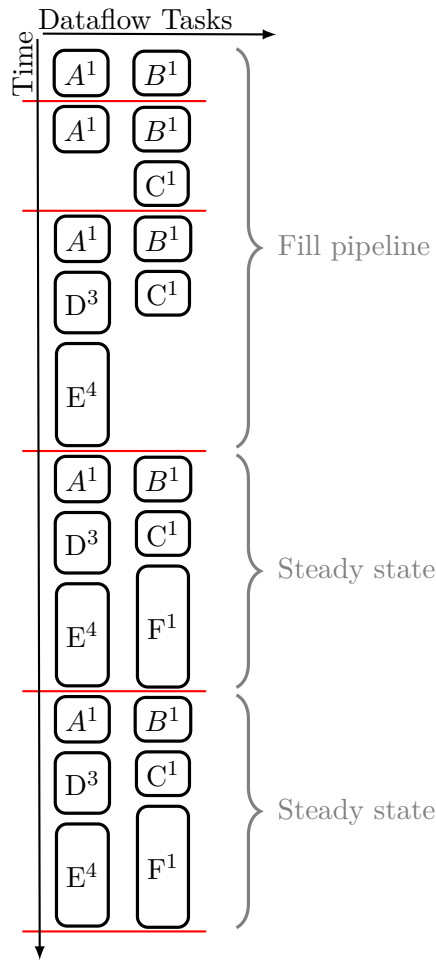 Dataflow Tasks
Time
A¹ B¹
A¹ B¹
C¹
A¹ B¹
D³ C¹
Fill pipeline
E⁴
A¹ B¹
D³ C¹
Steady state
E⁴ F¹
A¹ B¹
D³ C¹
Steady state
E⁴ F¹